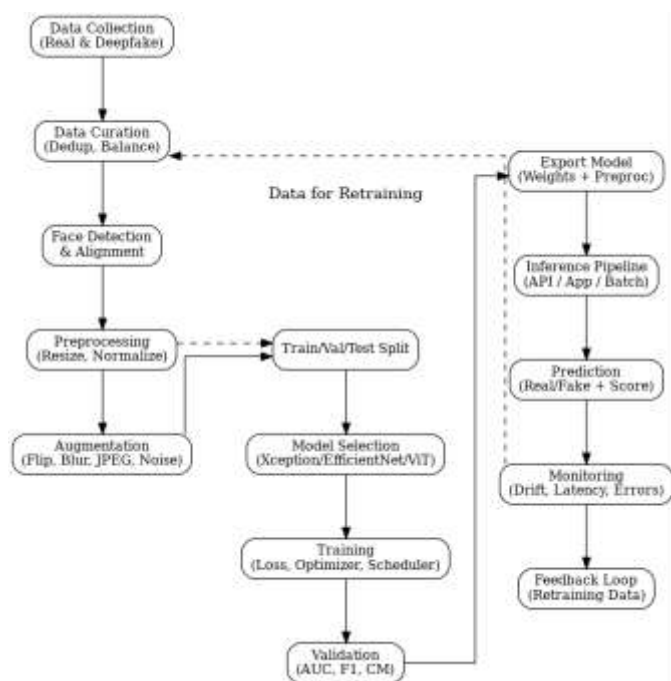 Data Collection
(Real & Deepfake)
Data Curation
(Dedup, Balance)
Face Detection
& Alignment
Preprocessing
(Resize, Normalize)
Augmentation
(Flip, Blur, JPEG, Noise)
Data for Retraining
Train/Val/Test Split
Model Selection
(Xception/EfficientNet/ViT)
Training
(Loss, Optimizer, Scheduler)
Validation
(AUC, F1, CM)
Export Model
(Weights + Preproc)
Inference Pipeline
(API / App / Batch)
Prediction
(Real/Fake + Score)
Monitoring
(Drift, Latency, Errors)
Feedback Loop
(Retraining Data)